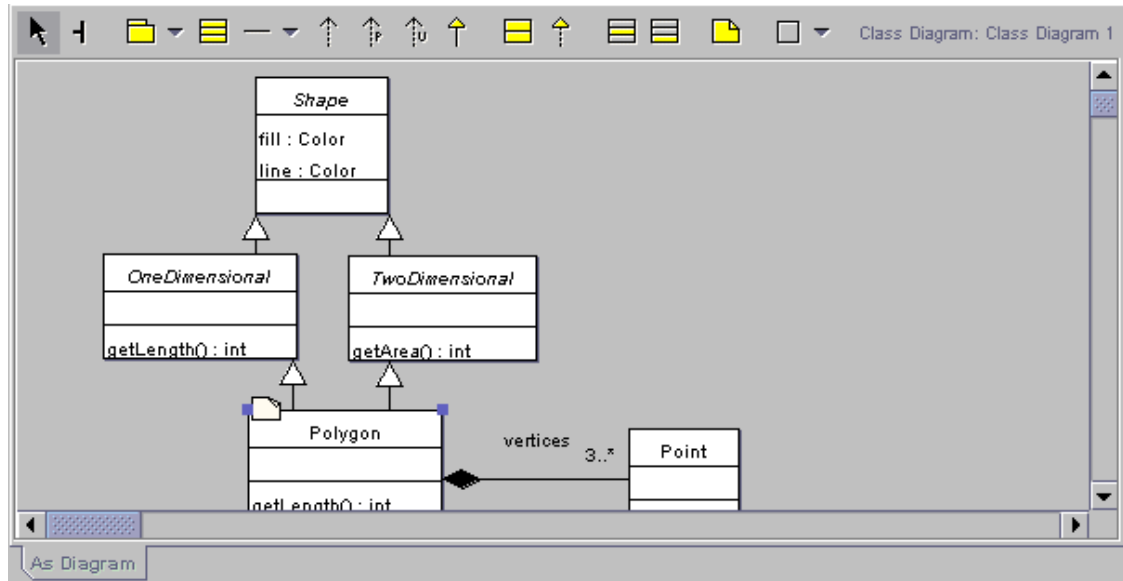 P U Class Diagram: Class Diagram 1
Shape
fill : Color
line : Color
OneDimensional
getLength() : int
TwoDimensional
getArea() : int
Polygon
getLength() : int
vertices
3..*
Point
As Diagram